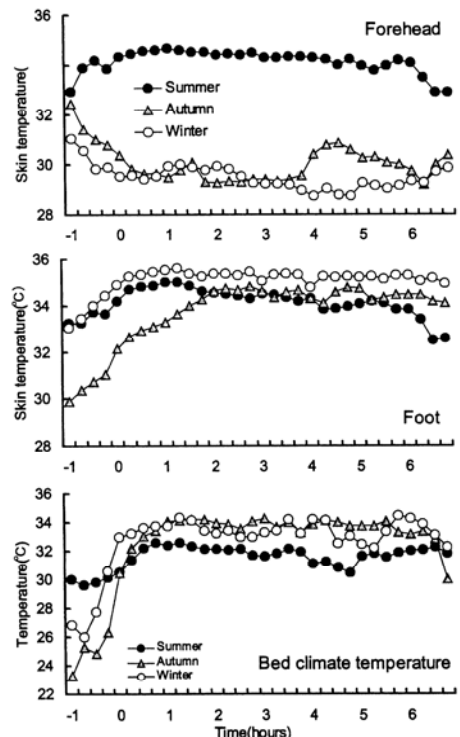 36
Forehead
Skin temperature(
34
Summer
Autumn
Winter
32
30
28
-1 0 1 2 3 4 5 6
36
Skin temperature(°C)
34
32
30
28
Foot
-1 0 1 2 3 4 5 6
36
34
32
30
28
26
24
22
Temperature(°C)
Summer
Autumn
Winter
Bed climate temperature
-1 0 1 2 3 4 5 6
Time(hours)